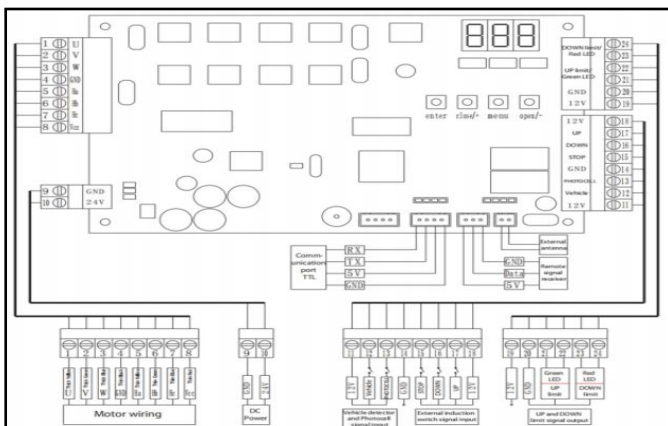 1 U
2 V
3 W
4 GND
5 Ha
6 Hb
7 Hc
8 Vcc
9 GND
10 24V
enter close/- menu open/-
DOWN limit/
Red LED
UP limit/
Green LED
GND
12V
24
23
22
21
20
19
12V 18
UP 17
DOWN 16
STOP 15
GND 14
PHOTOCELL 13
Vehicle 12
12V 11
Comm-
unication
port
TTL
RX
TX
5V
GND
External
antenna
GND
Data
5V
Remote
signal
receiver
1 2 3 4 5 6 7 8
U
V
W
GND
Vcc
Motor wiring
9 10
GND
24V
DC
Power
11 12 13 14 15 16 17 18
12V
Vehicle
PHOTOCELL
GND
STOP
DOWN
UP
12V
Vehicle detector
and Photocell
signal input
External induction
switch signal input
19 20 21 22 23 24
12V
GND
Green
LED
UP
limit
Red
LED
DOWN
limit
UP and DOWN
limit signal output